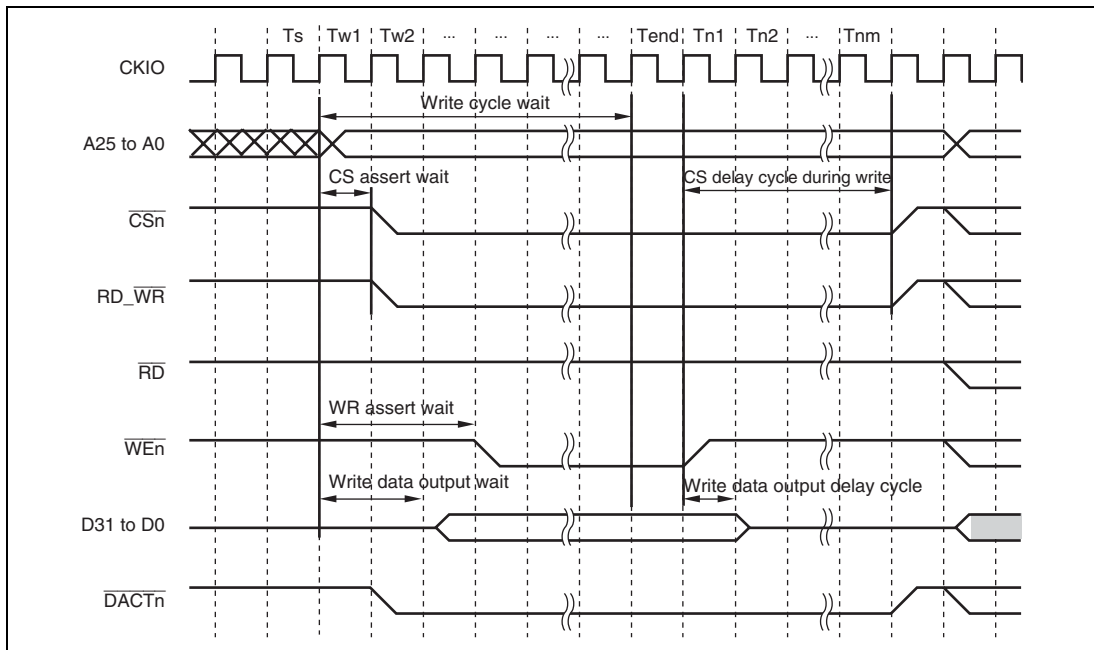 Ts Tw1 Tw2 ... ... ... ... Tend Tn1 Tn2 ... Tnm
CKIO
Write cycle wait
A25 to A0
CS assert wait
CS delay cycle during write
CSn
RD_WR
RD
WR assert wait
WEn
Write data output wait
Write data output delay cycle
D31 to D0
DACTn